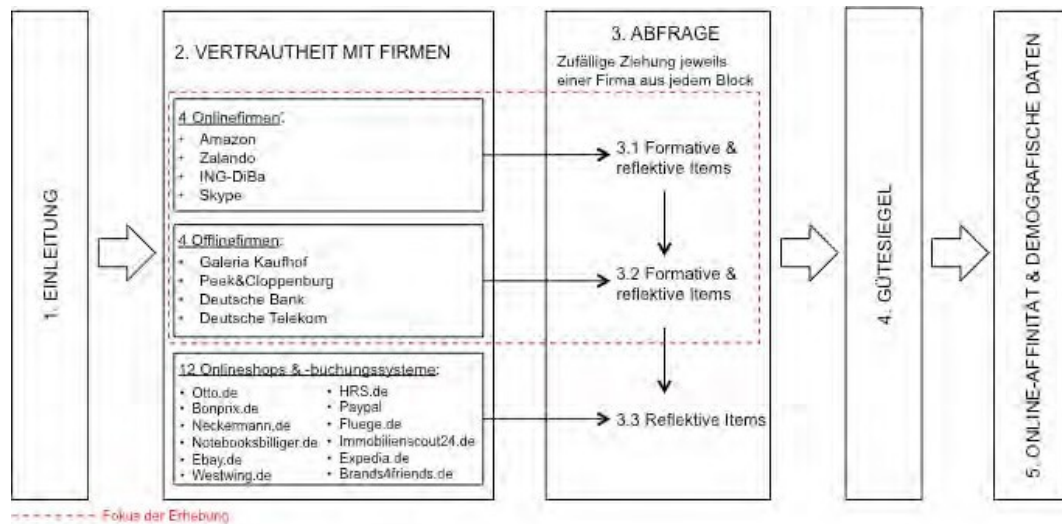 1. EINLEITUNG
2. VERTRAUTHEIT MIT FIRMEN
4 Onlinefirmen:
• Amazon
• Zalando
• ING-DiBa
• Skype
4 Offlinefirmen:
• Galeria Kaufhof
• Peek&Cloppenburg
• Deutsche Bank
• Deutsche Telekom
12 Onlineshops & -buchungssysteme:
• Otto.de
• Bonprix.de
• Neckermann.de
• Notebooksbilliger.de
• Ebay.de
• Westwing.de
• HRS.de
• Paypal
• Fluege.de
• Immobilienscout24.de
• Expedia.de
• Brands4friends.de
3. ABFRAGE
Zufällige Ziehung jeweils
einer Firma aus jedem Block
3.1 Formative &
reflektive Items
3.2 Formative &
reflektive Items
3.3 Reflektive Items
4. GÜTESIEGEL
5. ONLINE-AFFINITÄT & DEMOGRAFISCHE DATEN
Fokus der Erhebung